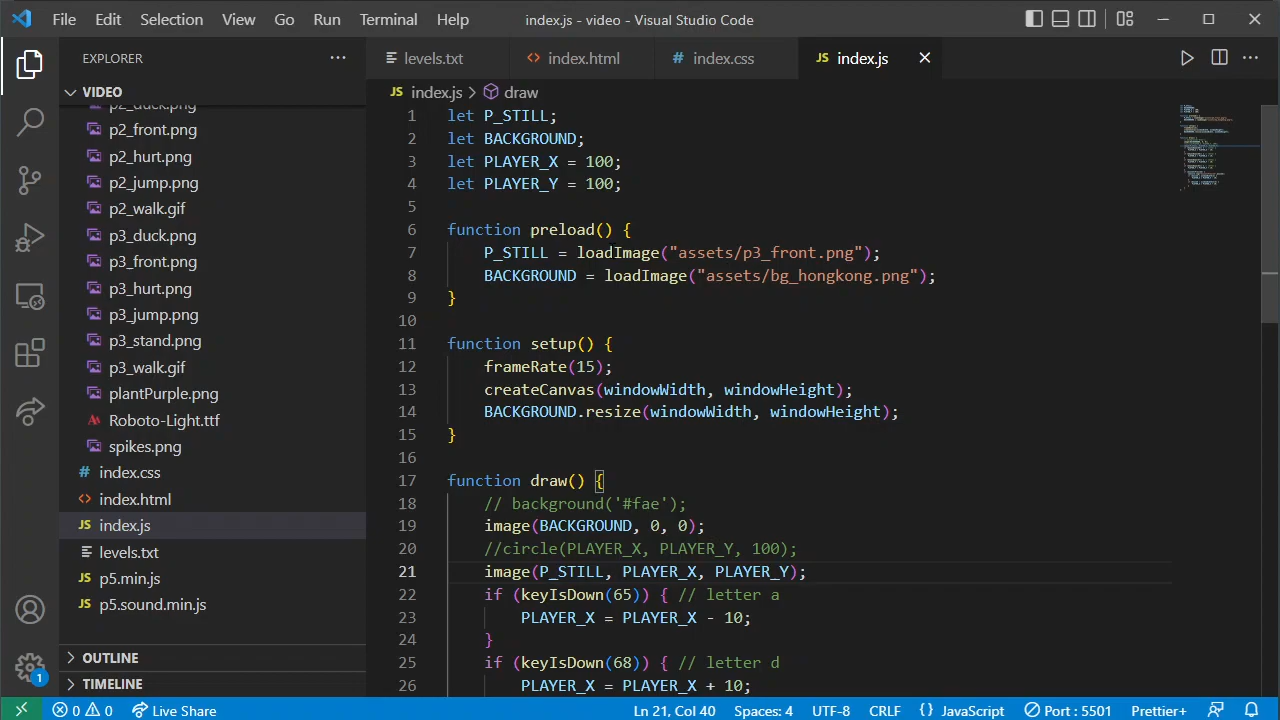 File Edit Selection View Go Run Terminal Help index.js - video - Visual Studio Code
EXPLORER
VIDEO
p2_duck.png
p2_front.png
p2_hurt.png
p2_jump.png
p2_walk.gif
p3_duck.png
p3_front.png
p3_hurt.png
p3_jump.png
p3_stand.png
p3_walk.gif
plantPurple.png
Roboto-Light.ttf
spikes.png
# index.css
<> index.html
JS index.js
levels.txt
JS p5.min.js
JS p5.sound.min.js
OUTLINE
TIMELINE
levels.txt <> index.html # index.css JS index.js
JS index.js > draw
1 let P_STILL;
2 let BACKGROUND;
3 let PLAYER_X = 100;
4 let PLAYER_Y = 100;
5
6 function preload() {
7 P_STILL = loadImage("assets/p3_front.png");
8 BACKGROUND = loadImage("assets/bg_hongkong.png");
9 }
10
11 function setup() {
12 frameRate(15);
13 createCanvas(windowWidth, windowHeight);
14 BACKGROUND.resize(windowWidth, windowHeight);
15 }
16
17 function draw() {
18 // background('#fae');
19 image(BACKGROUND, 0, 0);
20 //circle(PLAYER_X, PLAYER_Y, 100);
21 image(P_STILL, PLAYER_X, PLAYER_Y);
22 if (keyIsDown(65)) { // letter a
23 PLAYER_X = PLAYER_X - 10;
24 }
25 if (keyIsDown(68)) { // letter d
26 PLAYER_X = PLAYER_X + 10;
1
0 0 Live Share Ln 21, Col 40 Spaces: 4 UTF-8 CRLF {} JavaScript Port : 5501 Prettier+